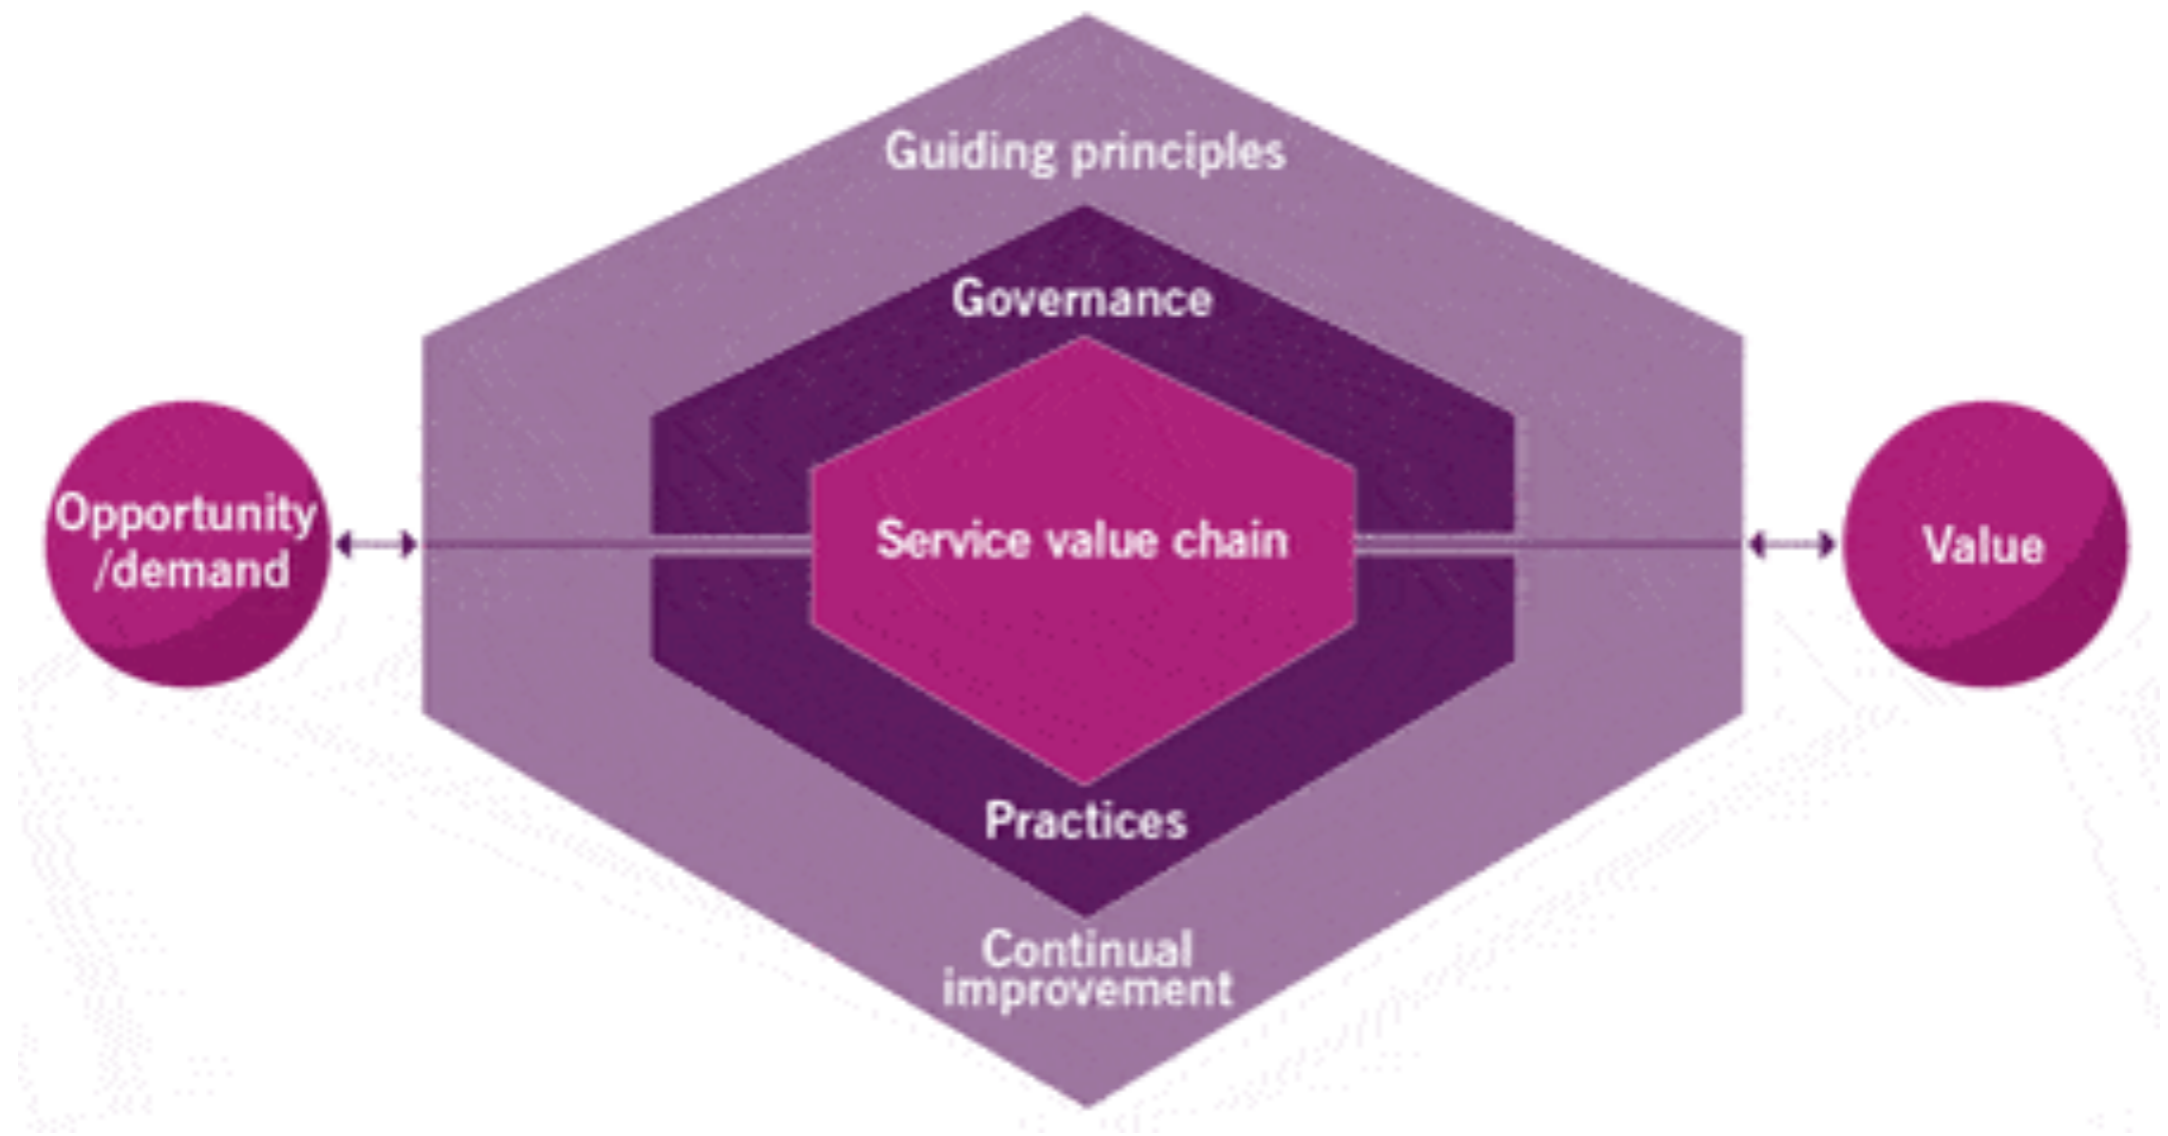 Guiding principles
Governance
Opportunity
/demand
Service value chain
Value
Practices
Continual
improvement